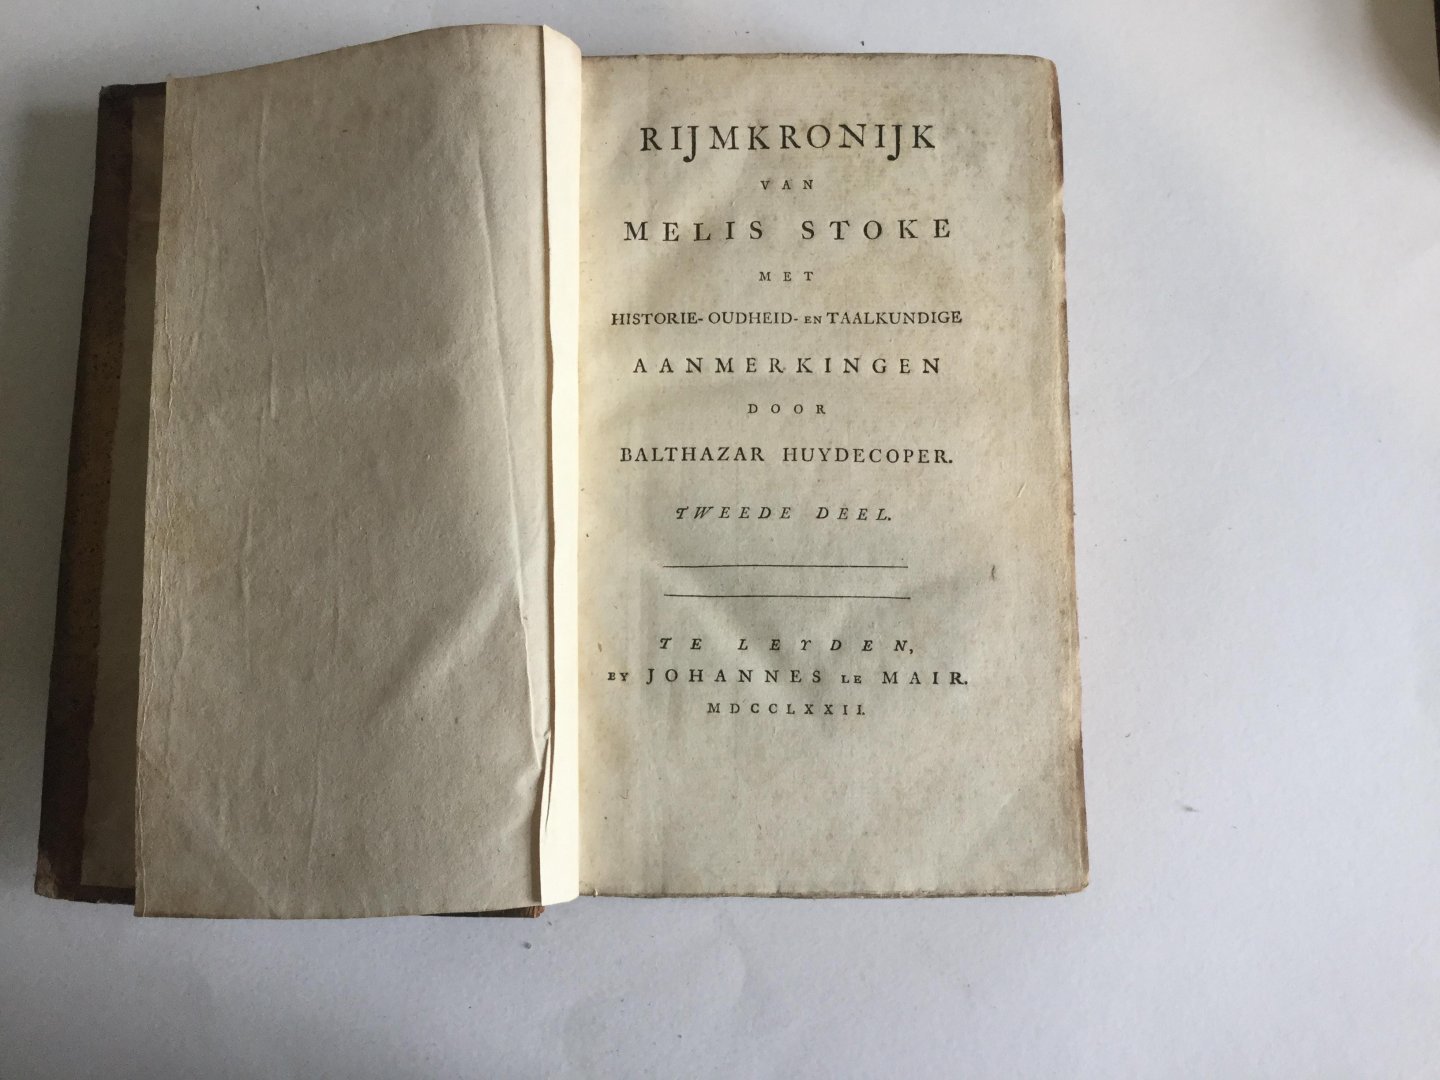 RIJMKRONIJK
VAN
MELIS STOKE
MET
HISTORIE- OUDHEID- EN TAALKUNDIGE
AANMERKINGEN
DOOR
BALTHAZAR HUYDECOPER.
TWEEDE DEEL.
TE LEYDEN,
BY JOHANNES LE MAIR.
MDCCLXXII.